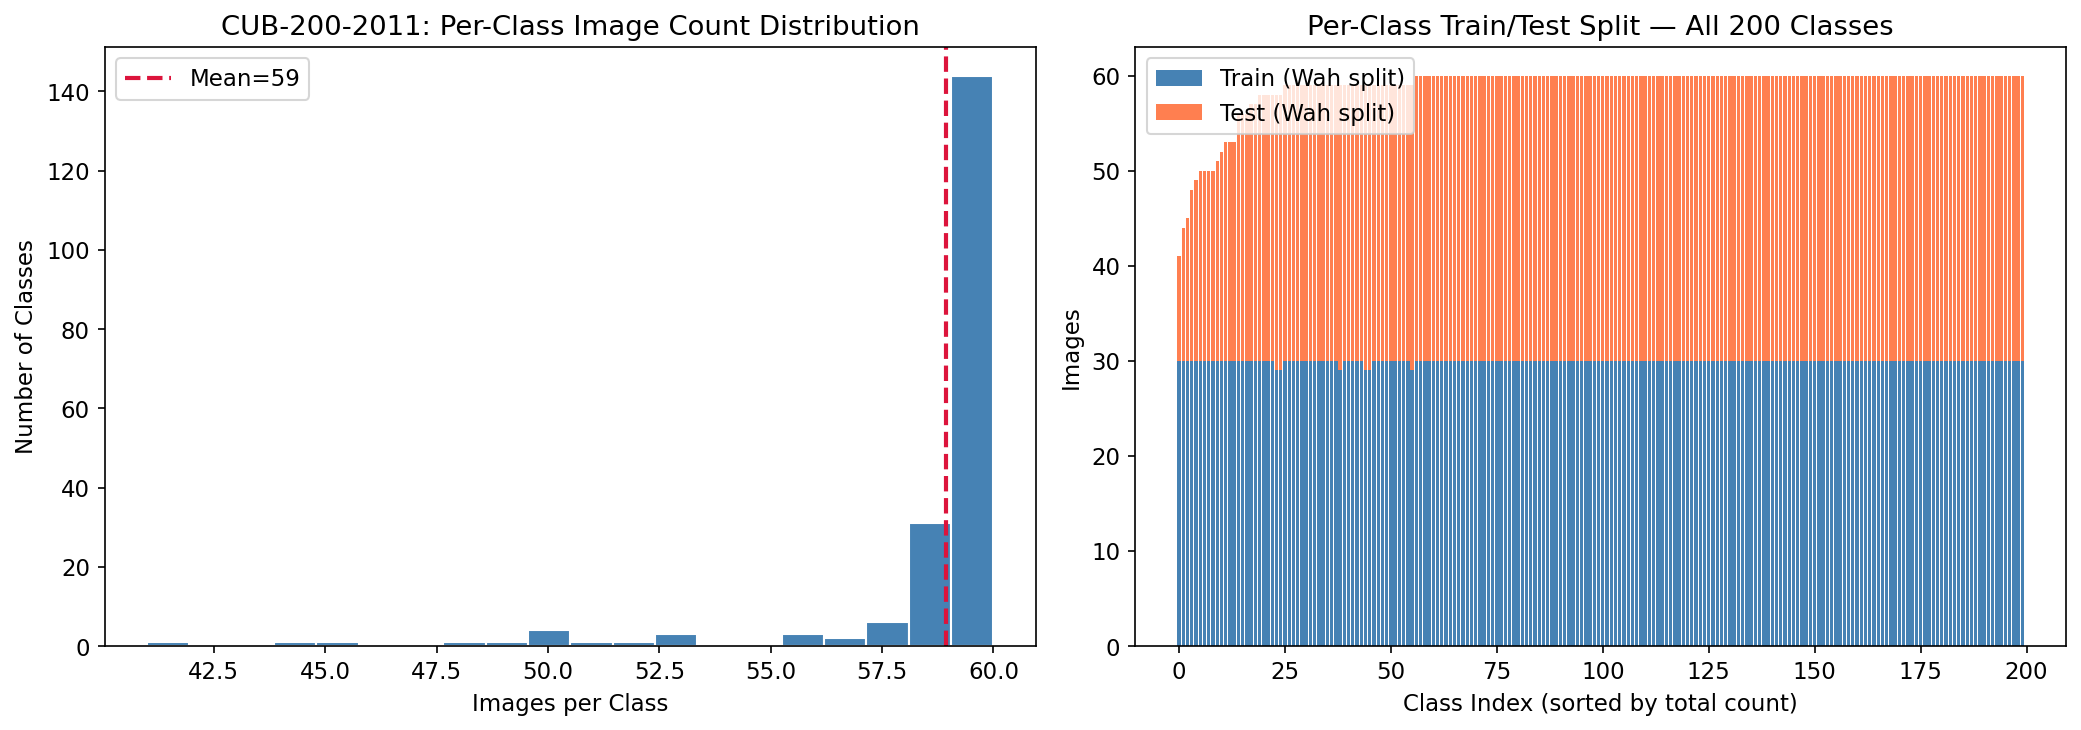 CUB-200-2011: Per-Class Image Count Distribution
Mean=59
140
120
100
80
60
40
20
0
Number of Classes
42.5 45.0 47.5 50.0 52.5 55.0 57.5 60.0
Images per Class
Per-Class Train/Test Split — All 200 Classes
Train (Wah split)
Test (Wah split)
60
50
40
30
20
10
0
Images
0 25 50 75 100 125 150 175 200
Class Index (sorted by total count)